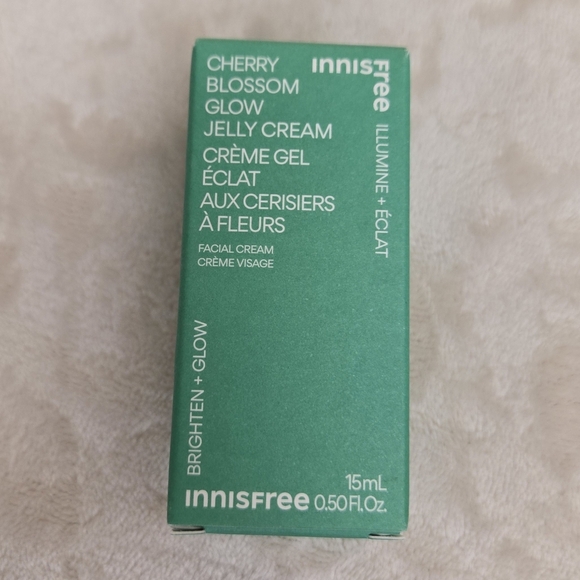 CHERRY
BLOSSOM
GLOW
JELLY CREAM
CRÈME GEL
ÉCLAT
AUX CERISIERS
À FLEURS
FACIAL CREAM
CRÈME VISAGE
INNISFree
ILLUMINE + ÉCLAT
BRIGHTEN + GLOW
15mL
INNISFree 0.50 Fl.Oz.